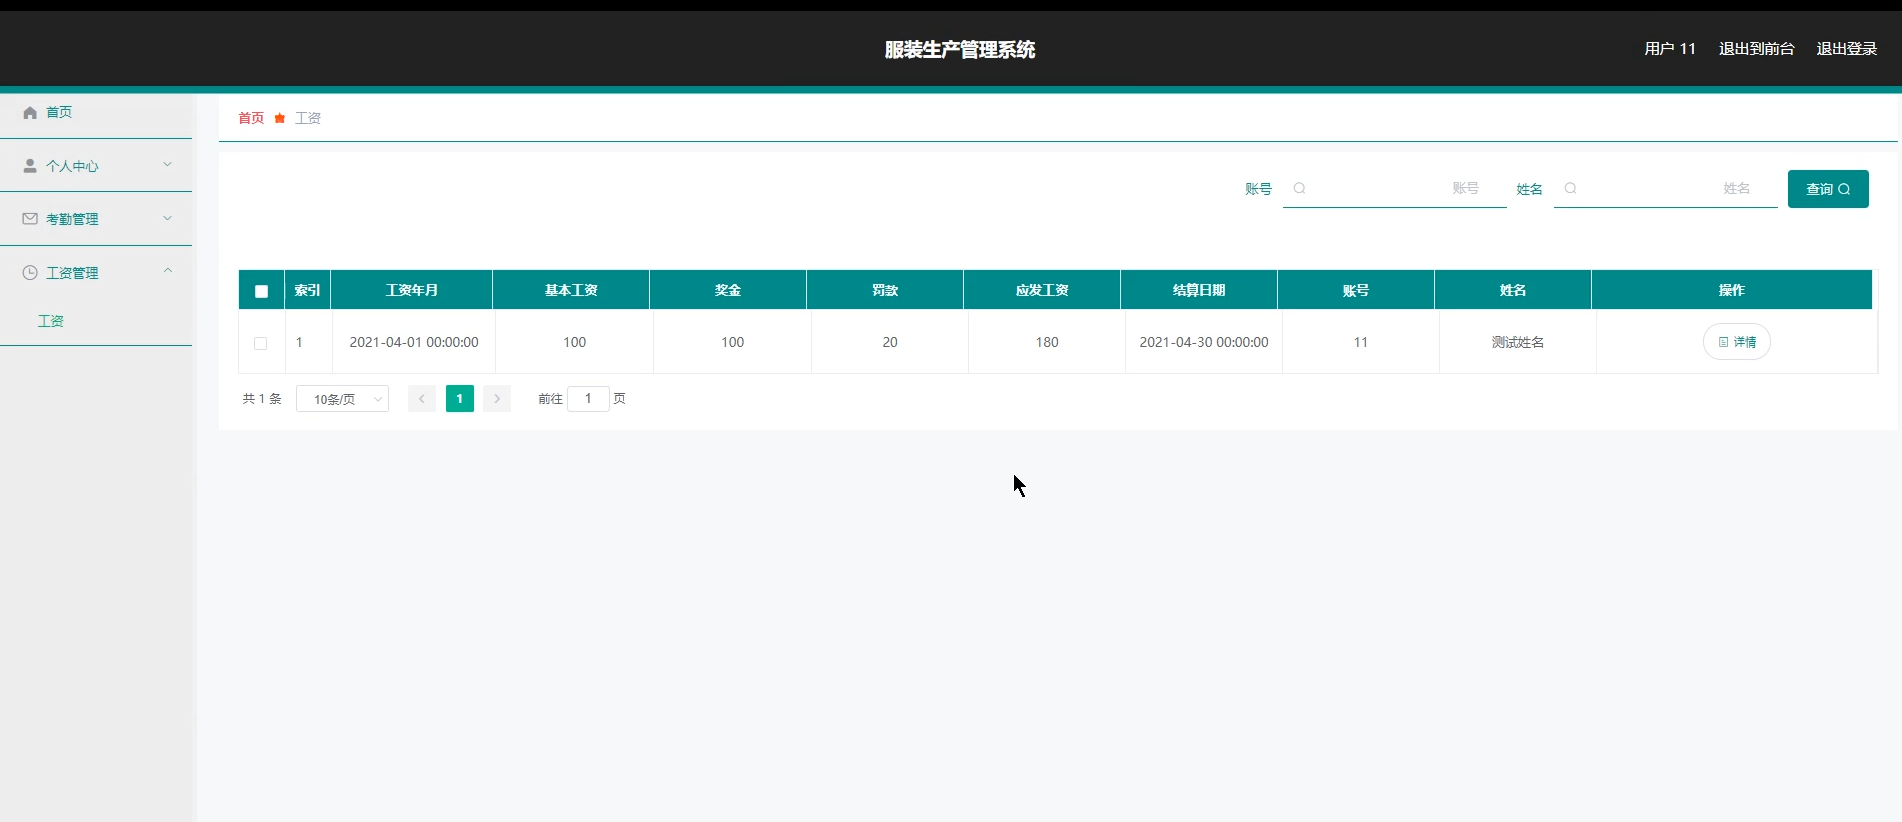 服装生产管理系统
用户 11 退出到前台 退出登录
首页
个人中心
考勤管理
工资管理
工资
首页 工资
账号 账号 姓名 姓名 查询
索引 工资年月 基本工资 奖金 罚款 应发工资 结算日期 账号 姓名 操作
1 2021-04-01 00:00:00 100 100 20 180 2021-04-30 00:00:00 11 测试姓名 详情
共 1 条 10条/页 1 前往 1 页